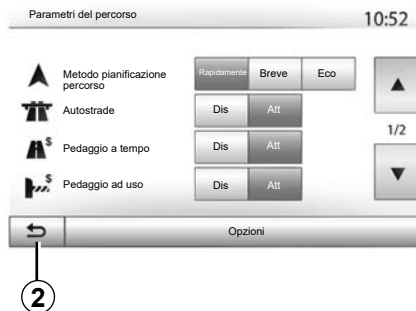 Parametri del percorso
10:52
Metodo pianificazione percorso
Rapidamente Breve Eco
Autostrade
Dis Att
1/2
$
Pedaggio a tempo
Dis Att
$
Pedaggio ad uso
Dis Att
Opzioni
2